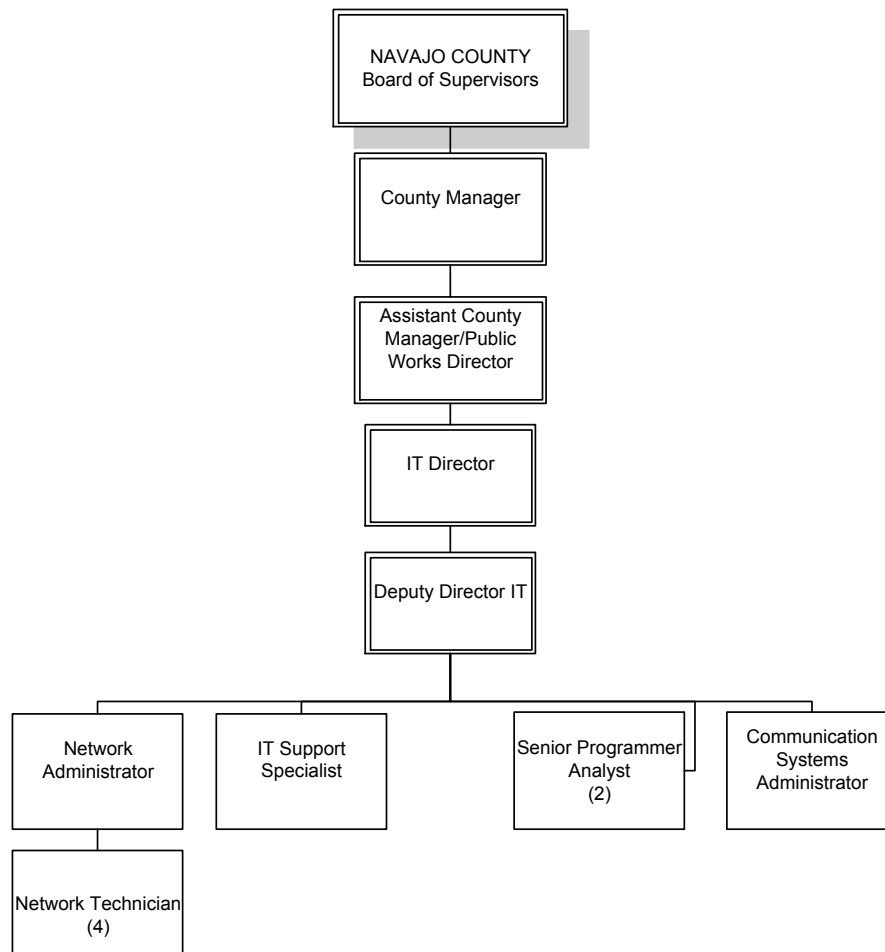 NAVAJO COUNTY
Board of Supervisors
County Manager
Assistant County
Manager/Public
Works Director
IT Director
Deputy Director IT
Network
Administrator
IT Support
Specialist
Senior Programmer
Analyst
(2)
Communication
Systems
Administrator
Network Technician
(4)